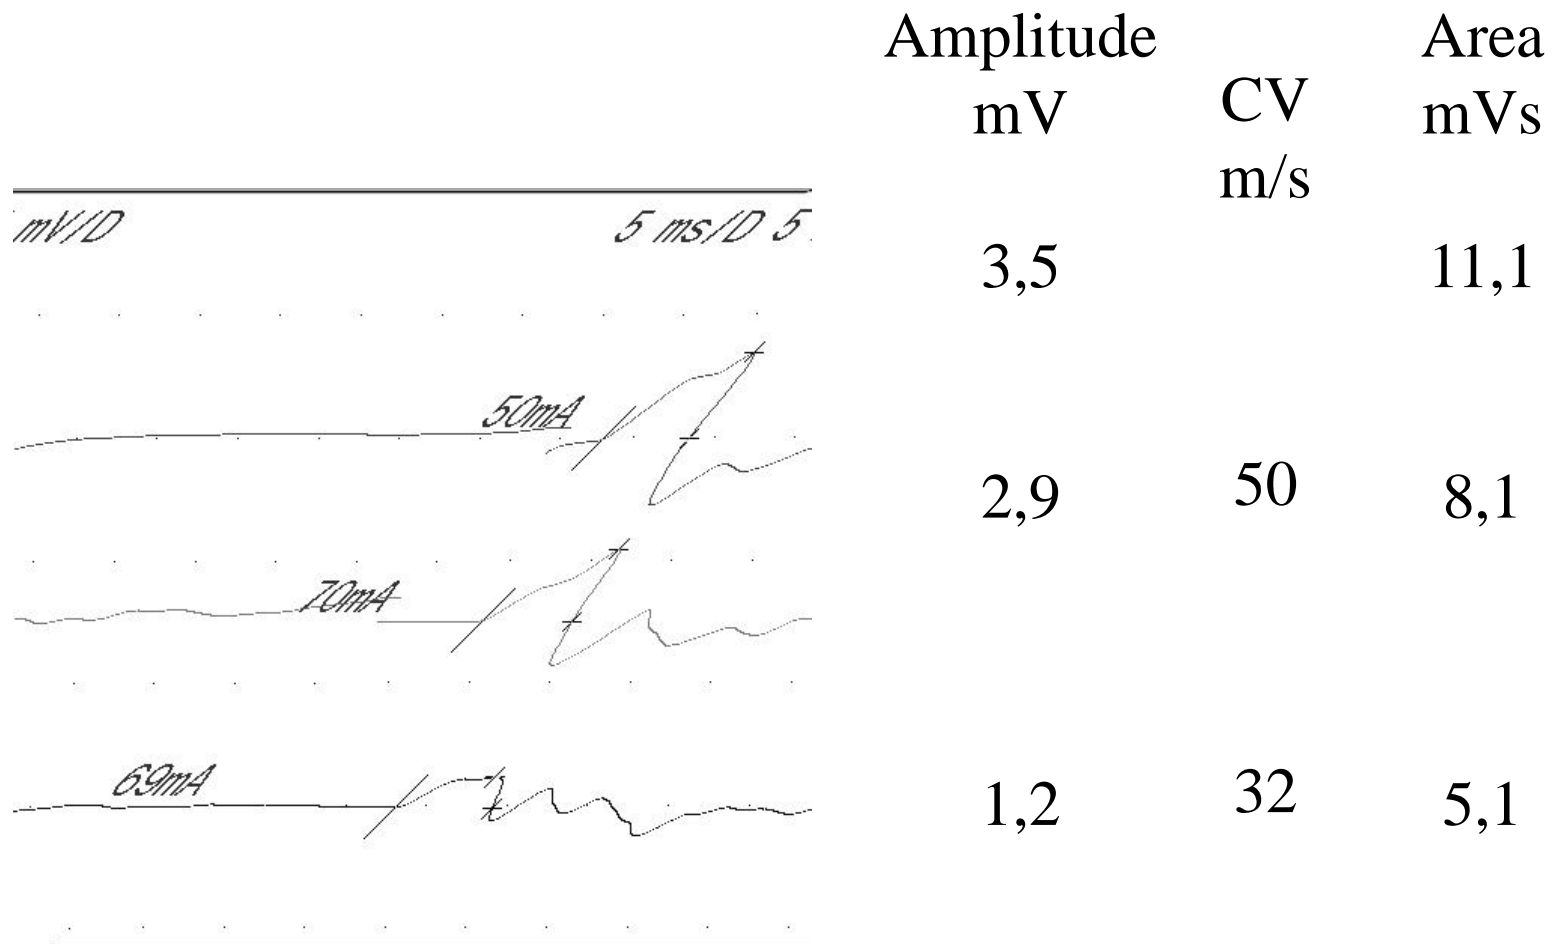 Amplitude
mV
CV
m/s
Area
mVs
mV/D
5 ms/D 5
3,5
11,1
50mA
2,9
50
8,1
70mA
69mA
1,2
32
5,1